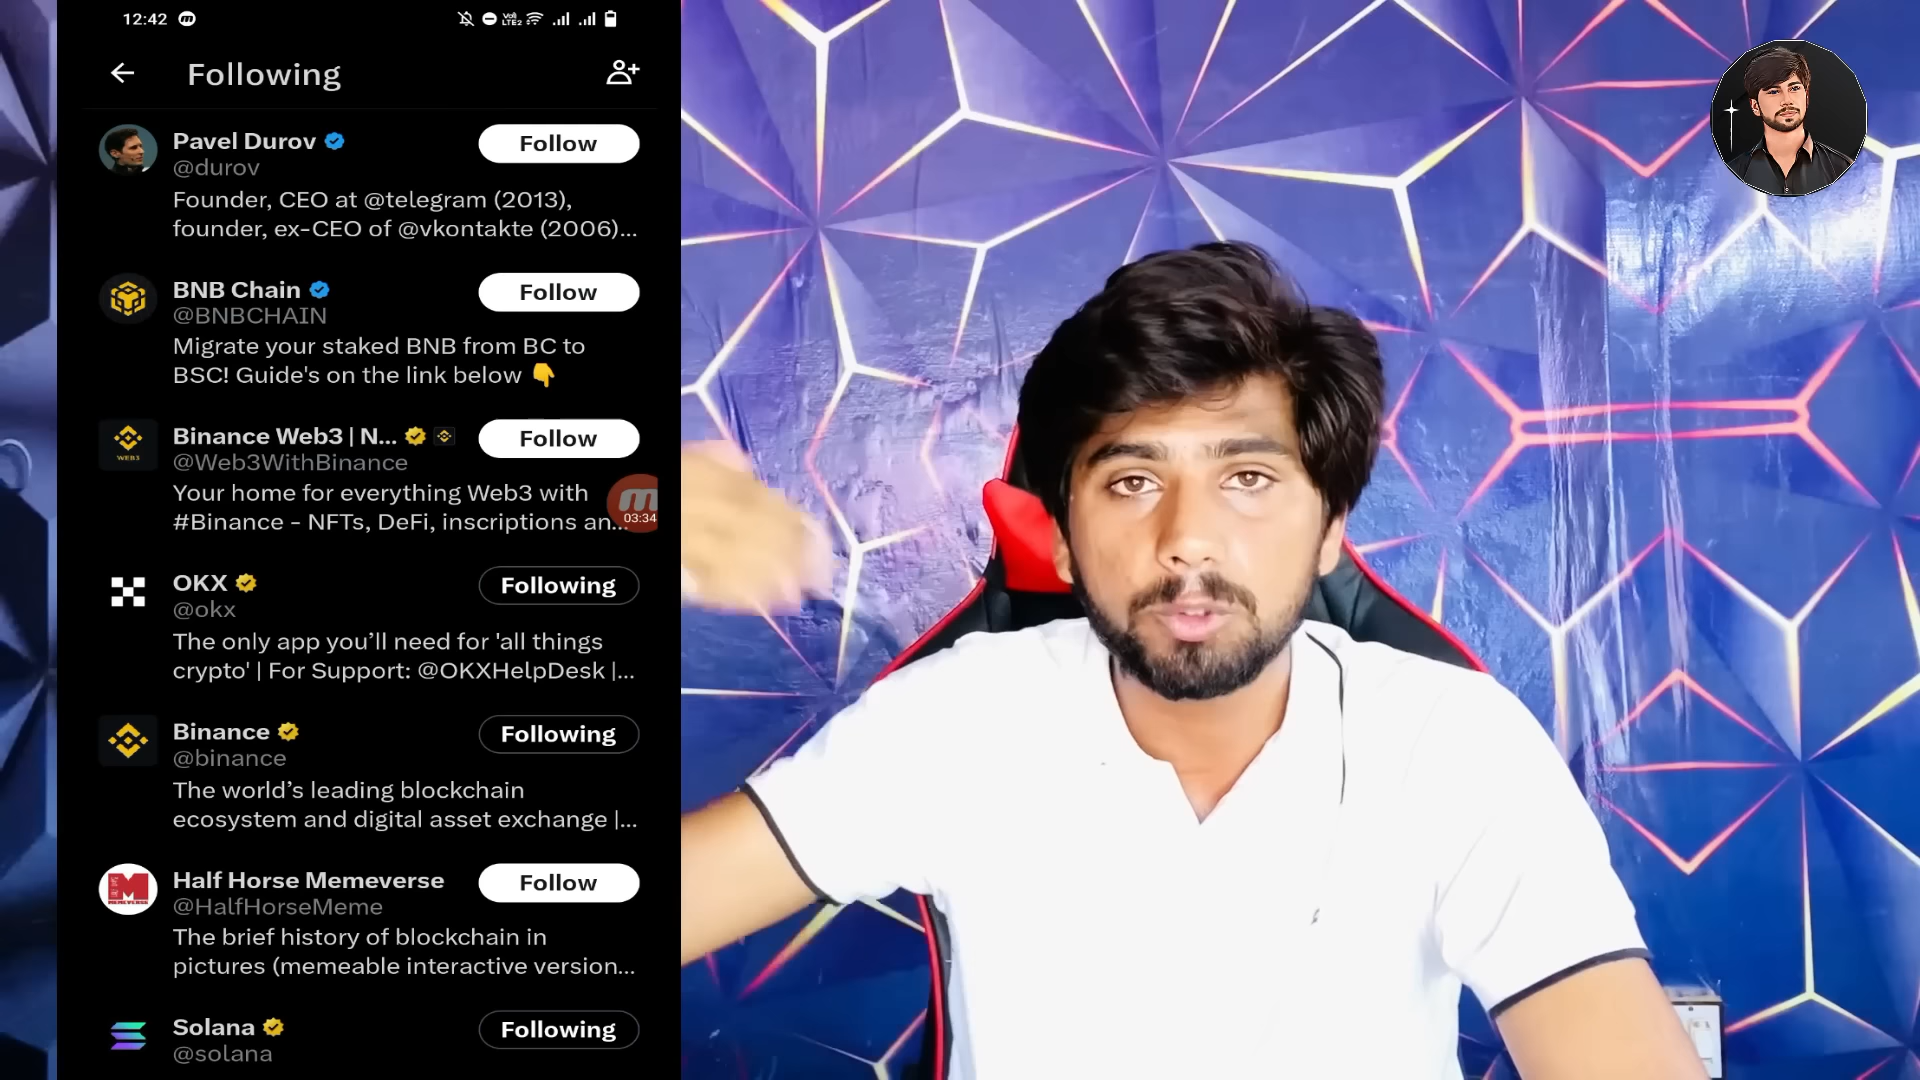 12:42
Vo) LTE2
Following
Pavel Durov
Follow
@durov
Founder, CEO at @telegram (2013),
founder, ex-CEO of @vkontakte (2006)...
BNB Chain
Follow
@BNBCHAIN
Migrate your staked BNB from BC to
BSC! Guide's on the link below 👇
Binance Web3 | N...
Follow
WEB3
@Web3WithBinance
Your home for everything Web3 with
#Binance - NFTs, DeFi, inscriptions an...
03:34
OKX
Following
@okx
The only app you’ll need for 'all things
crypto' | For Support: @OKXHelpDesk |...
Binance
Following
@binance
The world’s leading blockchain
ecosystem and digital asset exchange |...
Half Horse Memeverse
Follow
MEMEVERSE
@HalfHorseMeme
The brief history of blockchain in
pictures (memeable interactive version...
Solana
Following
@solana